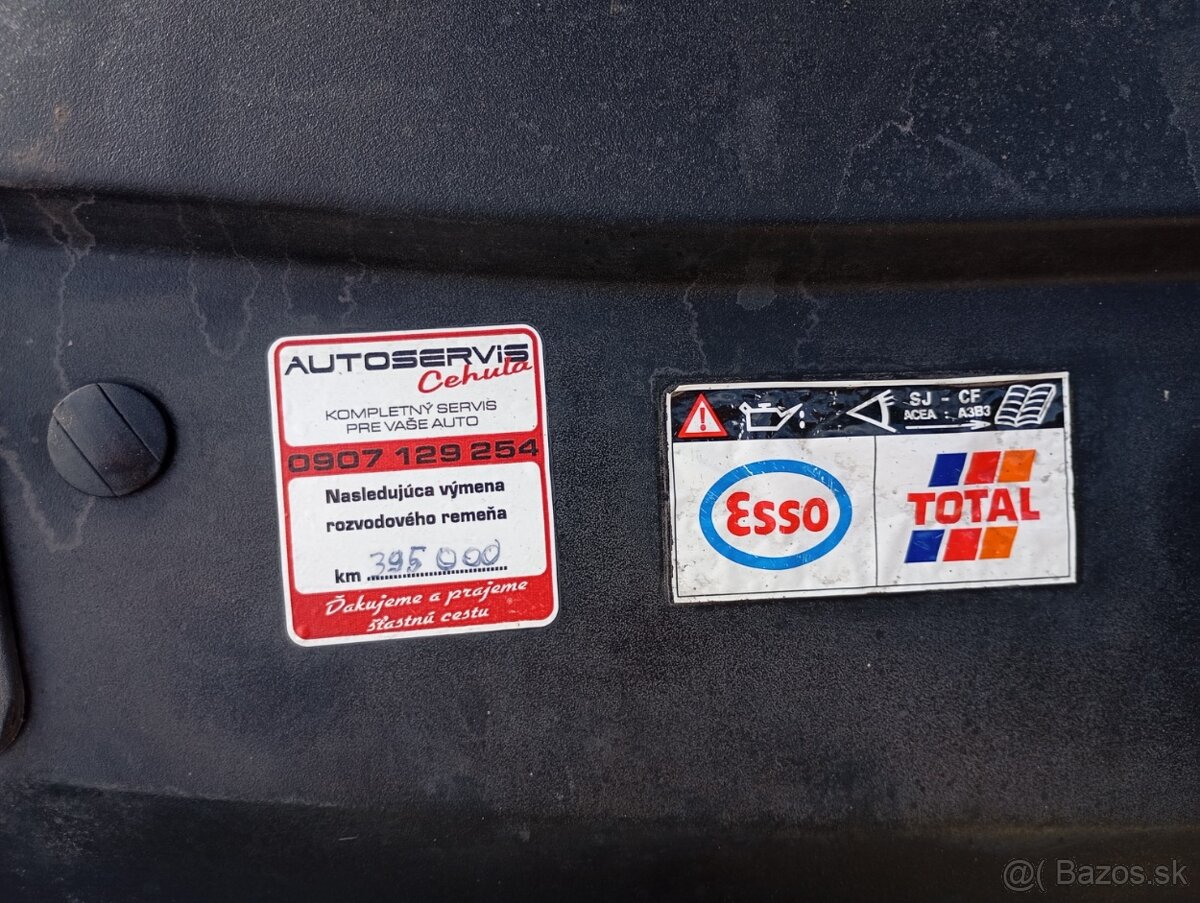 AUTOSERViS
Cehula
KOMPLETNÝ SERVIS
PRE VAŠE AUTO
0907 129 254
Nasledujúca výmena
rozvodového remeňa
km 395 000
Ďakujeme a prajeme
šťastnú cestu
SJ - CF
ACEA : A3B3
Esso
TOTAL
@( Bazos.sk